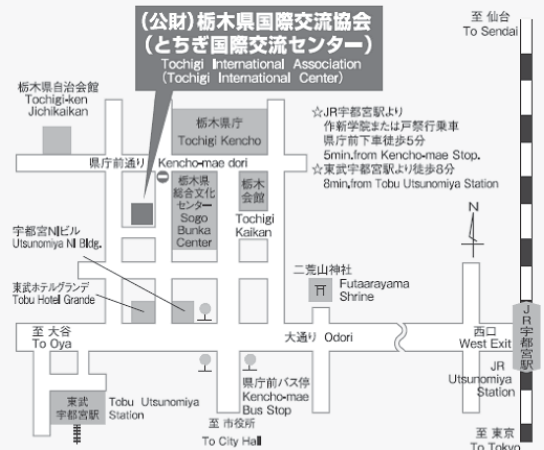 (公財)栃木県国際交流協会
(とちぎ国際交流センター)
Tochigi International Association
(Tochigi International Center)
至 仙台
To Sendai
栃木県自治会館
Tochigi-ken
Jichikaikan
栃木県庁
Tochigi Kencho
☆JR宇都宮駅より
作新学院または戸祭行乗車
県庁前下車徒歩5分
5min.from Kencho-mae Stop.
☆東武宇都宮駅より徒歩8分
8min.from Tobu Utsunomiya Station
県庁前通り Kencho-mae dori
栃木県
総合文化
センター
Sogo
Bunka
Center
栃木
会館
Tochigi
Kaikan
N
宇都宮NIビル
Utsunomiya NI Bldg.
東武ホテルグランデ
Tobu Hotel Grande
二荒山神社
Futaarayama
Shrine
至 大谷
To Oya
大通り Odori
西口
West Exit
JR宇都宮駅
JR
Utsunomiya
Station
東武
宇都宮駅
Tobu Utsunomiya
Station
県庁前バス停
Kencho-mae
Bus Stop
至 市役所
To City Hall
至 東京
To Tokyo